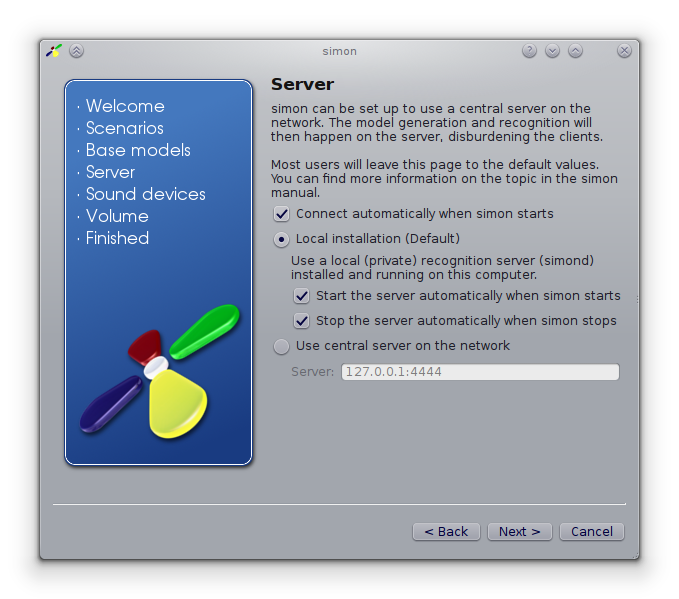 simon
· Welcome
· Scenarios
· Base models
· Server
· Sound devices
· Volume
· Finished
Server
simon can be set up to use a central server on the
network. The model generation and recognition will
then happen on the server, disburdening the clients.
Most users will leave this page to the default values.
You can find more information on the topic in the simon
manual.
Connect automatically when simon starts
Local installation (Default)
Use a local (private) recognition server (simond)
installed and running on this computer.
Start the server automatically when simon starts
Stop the server automatically when simon stops
Use central server on the network
Server: 127.0.0.1:4444
< Back Next > Cancel